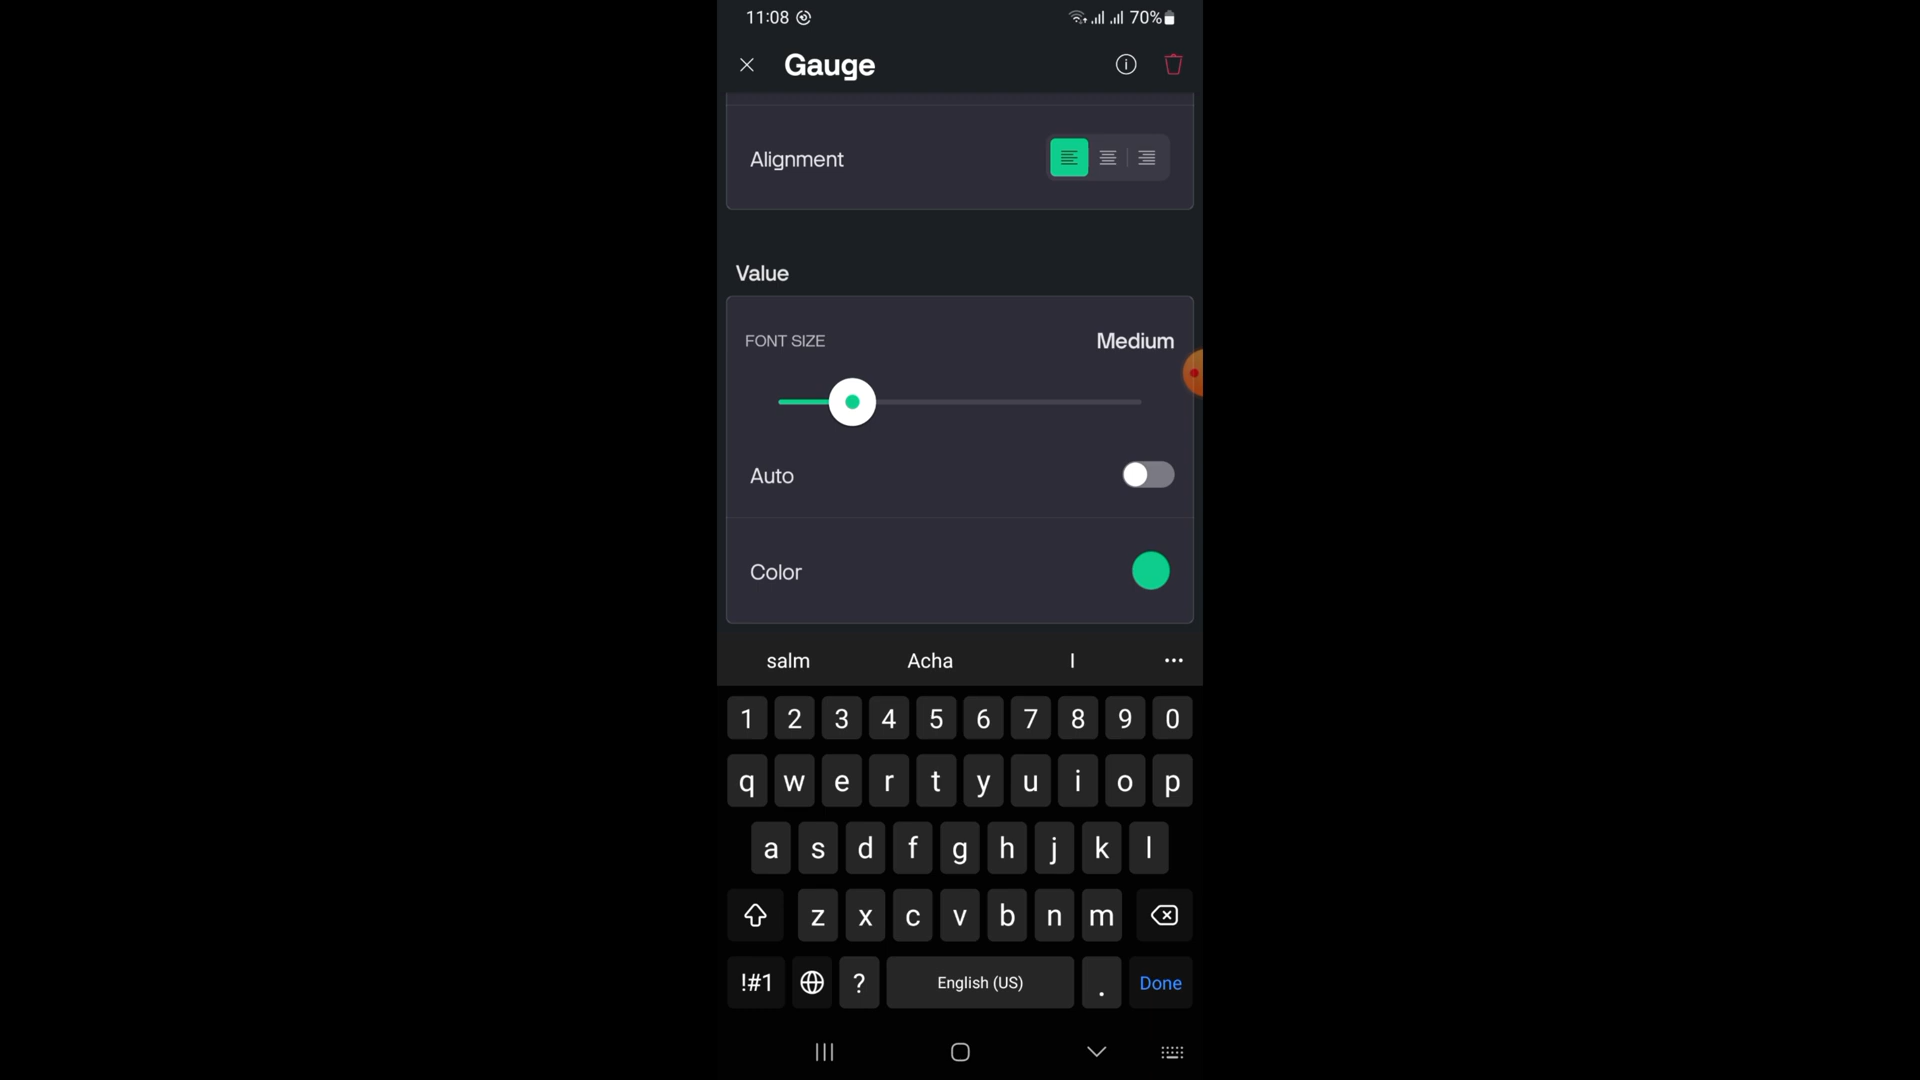 11:08 70%
Gauge
Alignment
Value
FONT SIZE Medium
Auto
Color
salm Acha I ...
1 2 3 4 5 6 7 8 9 0
q w e r t y u i o p
a s d f g h j k l
z x c v b n m
!#1 ? English (US) . Done